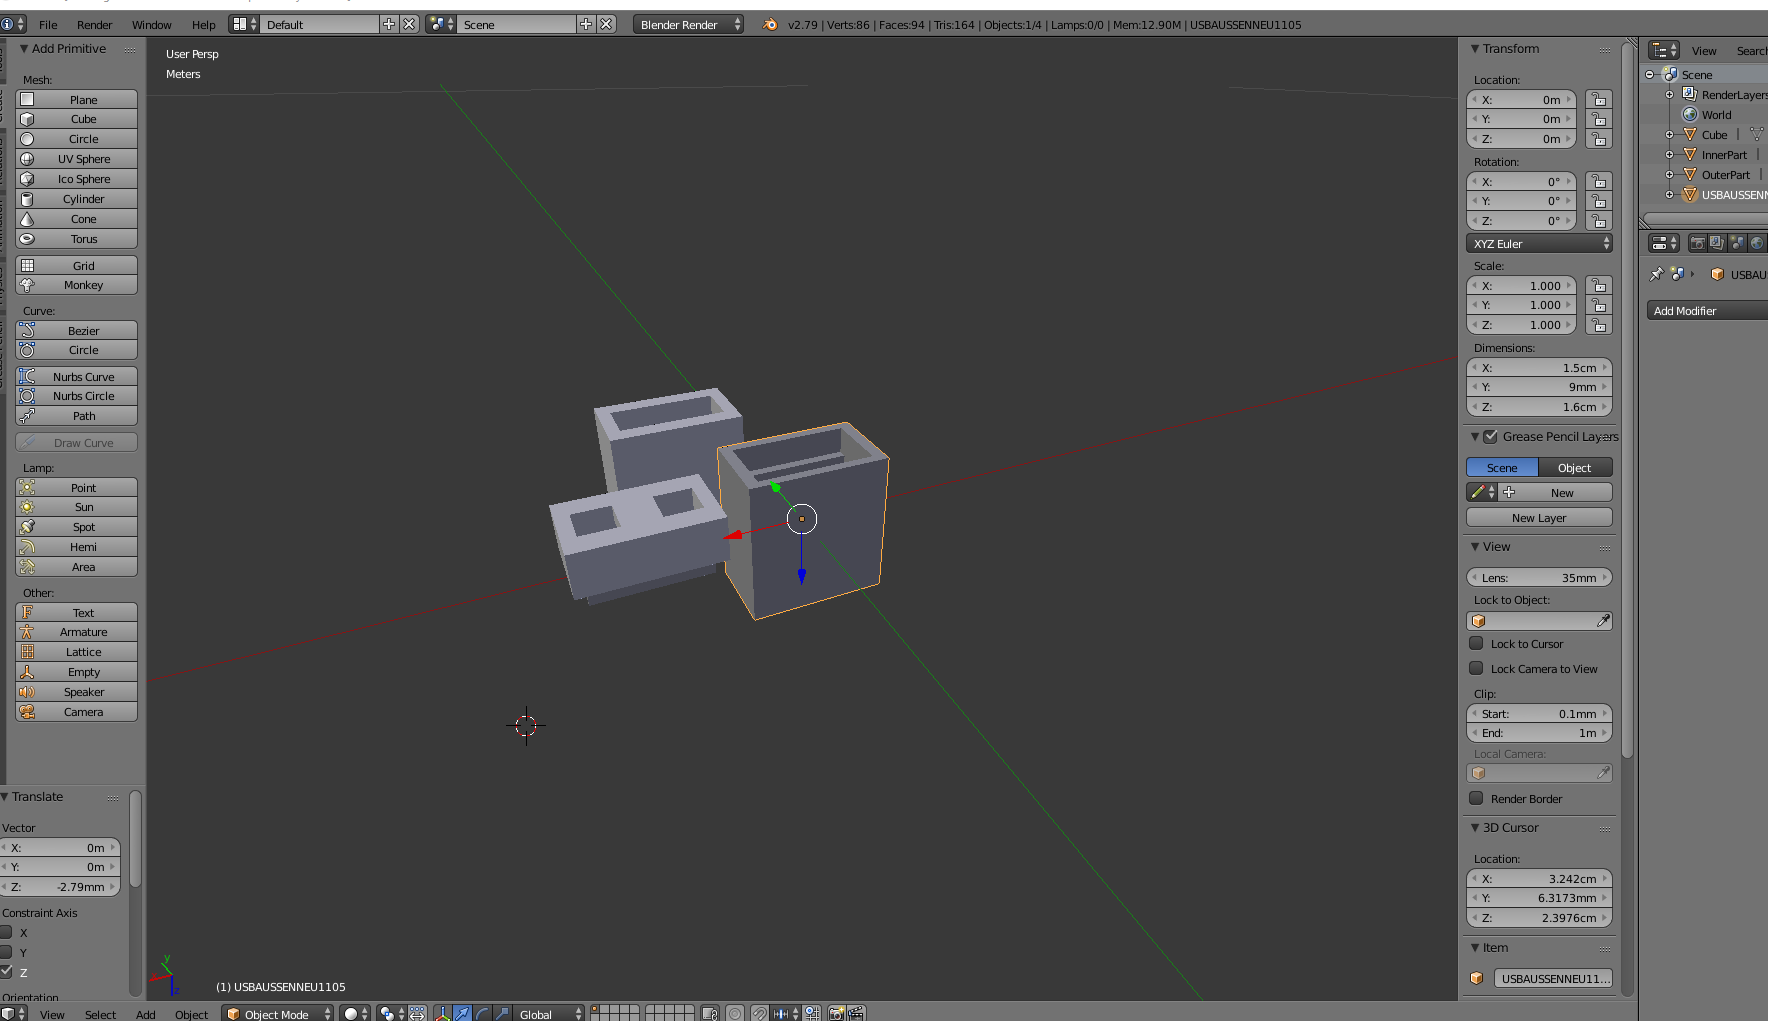 File Render Window Help Default Scene Blender Render v2.79 | Verts:86 | Faces:94 | Tris:164 | Objects:1/4 | Lamps:0/0 | Mem:12.90M | USBAUSSENNEU1105
Add Primitive
Mesh:
Plane
Cube
Circle
UV Sphere
Ico Sphere
Cylinder
Cone
Torus
Grid
Monkey
Curve:
Bezier
Circle
Nurbs Curve
Nurbs Circle
Path
Draw Curve
Lamp:
Point
Sun
Spot
Hemi
Area
Other:
Text
Armature
Lattice
Empty
Speaker
Camera
Translate
Vector
X: 0m
Y: 0m
Z: -2.79mm
Constraint Axis
X
Y
Z
Orientation
User Persp
Meters
y
z
(1) USBAUSSENNEU1105
View Select Add Object Object Mode Global
Transform
Location:
X: 0m
Y: 0m
Z: 0m
Rotation:
X: 0°
Y: 0°
Z: 0°
XYZ Euler
Scale:
X: 1.000
Y: 1.000
Z: 1.000
Dimensions:
X: 1.5cm
Y: 9mm
Z: 1.6cm
Grease Pencil Layers
Scene Object
New
New Layer
View
Lens: 35mm
Lock to Object:
Lock to Cursor
Lock Camera to View
Clip:
Start: 0.1mm
End: 1m
Local Camera:
Render Border
3D Cursor
Location:
X: 3.242cm
Y: 6.3173mm
Z: 2.3976cm
Item
USBAUSSENNEU11...
View Search
Scene
RenderLayers
World
Cube
InnerPart
OuterPart
USBAUSSENN
USBAU
Add Modifier